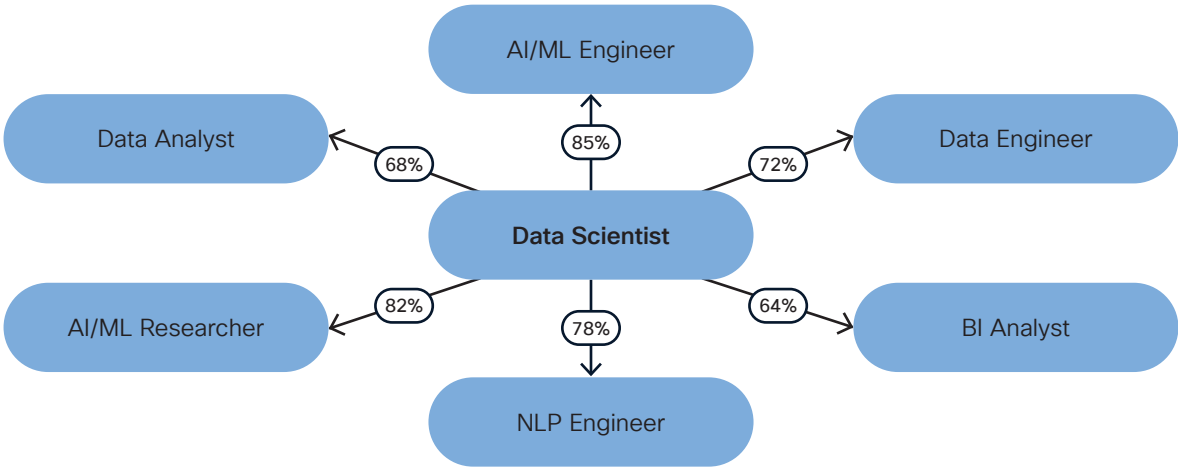 AI/ML Engineer
Data Analyst
Data Engineer
85%
68%
72%
Data Scientist
82%
64%
78%
AI/ML Researcher
BI Analyst
NLP Engineer